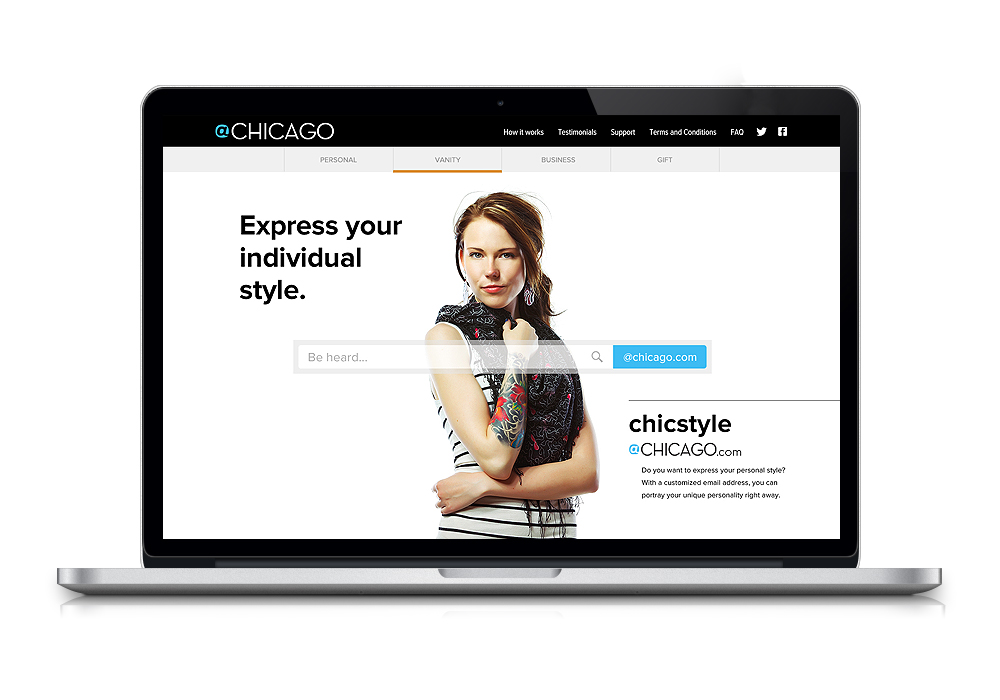 @CHICAGO
How it works Testimonials Support Terms and Conditions FAQ
PERSONAL VANITY BUSINESS GIFT
Express your
individual
style.
Be heard...
@chicago.com
chicstyle
@CHICAGO.com
Do you want to express your personal style?
With a customized email address, you can
portray your unique personality right away.